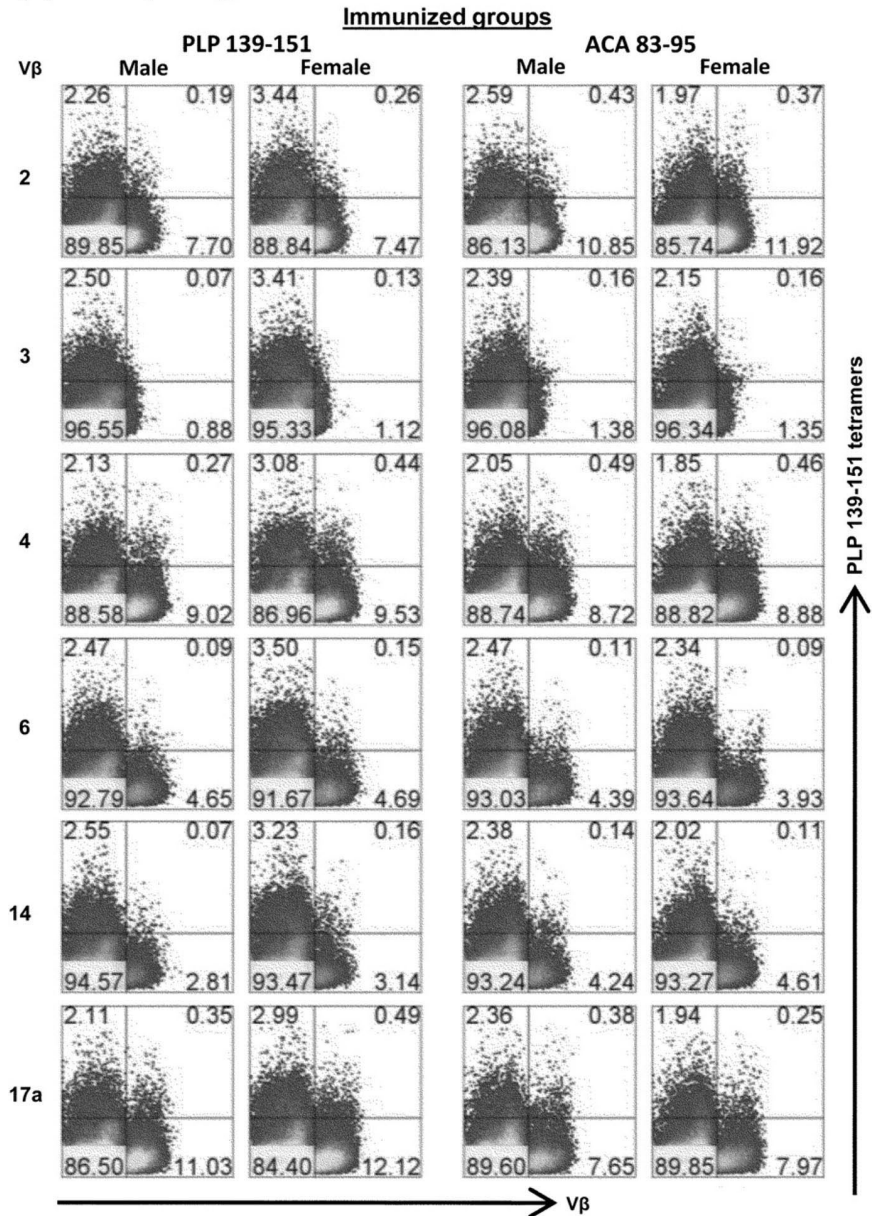 Immunized groups
PLP 139-151 ACA 83-95
Vβ Male Female Male Female
2.26 0.19 3.44 0.26 2.59 0.43 1.97 0.37
2
89.85 7.70 88.84 7.47 86.13 10.85 85.74 11.92
2.50 0.07 3.41 0.13 2.39 0.16 2.15 0.16
3
96.55 0.88 95.33 1.12 96.08 1.38 96.34 1.35
2.13 0.27 3.08 0.44 2.05 0.49 1.85 0.46
4
88.58 9.02 86.96 9.53 88.74 8.72 88.82 8.88
2.47 0.09 3.50 0.15 2.47 0.11 2.34 0.09
6
92.79 4.65 91.67 4.69 93.03 4.39 93.64 3.93
2.55 0.07 3.23 0.16 2.38 0.14 2.02 0.11
14
94.57 2.81 93.47 3.14 93.24 4.24 93.27 4.61
2.11 0.35 2.99 0.49 2.36 0.38 1.94 0.25
17a
86.50 11.03 84.40 12.12 89.60 7.65 89.85 7.97
Vβ
PLP 139-151 tetramers